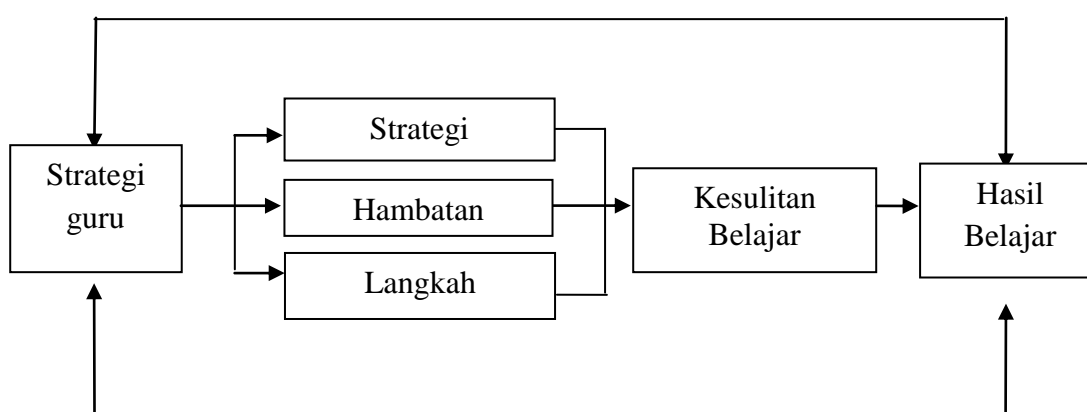 Strategi
guru
Strategi
Hambatan
Langkah
Kesulitan
Belajar
Hasil
Belajar